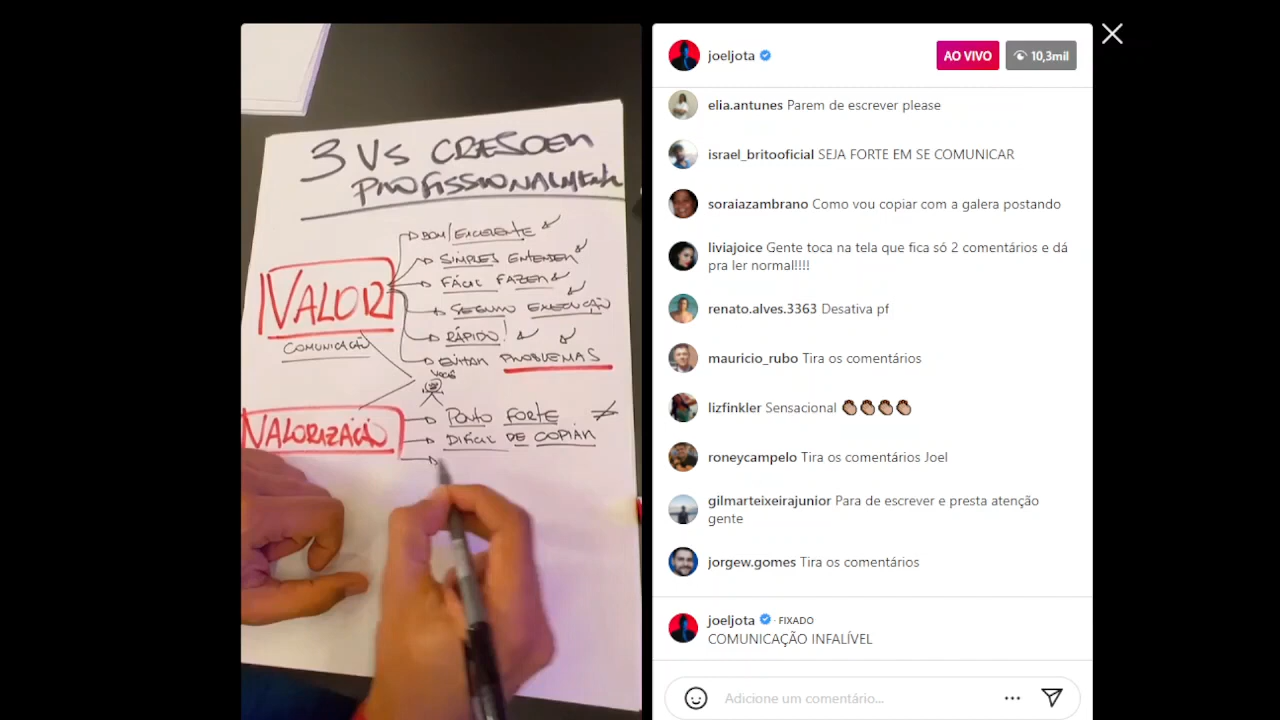 3 Vs CRESCER
PROFISSIONALMENTE
BOM/EXCELENTE
SIMPLES ENTENDER
FÁCIL FAZER
VALOR
SEGURO EXECUÇÃO
RÁPIDO!
COMUNICAÇÃO
EVITAR PROBLEMAS
VOCÊ
PONTO FORTE ≠
VALORIZAÇÃO
DIFÍCIL DE COPIAR
joeljota
AO VIVO
10,3mil
elia.antunes Parem de escrever please
israel_britooficial SEJA FORTE EM SE COMUNICAR
soraiazambrano Como vou copiar com a galera postando
liviajoice Gente toca na tela que fica só 2 comentários e dá
pra ler normal!!!!
renato.alves.3363 Desativa pf
mauricio_rubo Tira os comentários
lizfinkler Sensacional 👏🏼👏🏼👏🏼👏🏼
roneycampelo Tira os comentários Joel
gilmarteixeirajunior Para de escrever e presta atenção
gente
jorgew.gomes Tira os comentários
joeljota · FIXADO
COMUNICAÇÃO INFALÍVEL
Adicione um comentário...